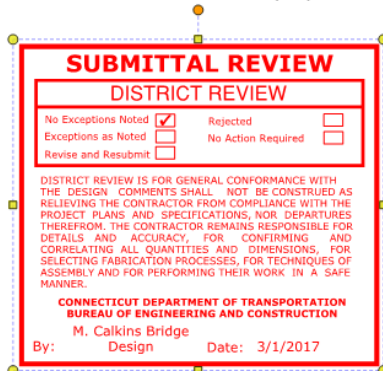 SUBMITTAL REVIEW
DISTRICT REVIEW
No Exceptions Noted ✓ Rejected
Exceptions as Noted No Action Required
Revise and Resubmit
DISTRICT REVIEW IS FOR GENERAL CONFORMANCE WITH
THE DESIGN COMMENTS SHALL NOT BE CONSTRUED AS
RELIEVING THE CONTRACTOR FROM COMPLIANCE WITH THE
PROJECT PLANS AND SPECIFICATIONS, NOR DEPARTURES
THEREFROM. THE CONTRACTOR REMAINS RESPONSIBLE FOR
DETAILS AND ACCURACY, FOR CONFIRMING AND
CORRELATING ALL QUANTITIES AND DIMENSIONS, FOR
SELECTING FABRICATION PROCESSES, FOR TECHNIQUES OF
ASSEMBLY AND FOR PERFORMING THEIR WORK IN A SAFE
MANNER.
CONNECTICUT DEPARTMENT OF TRANSPORTATION
BUREAU OF ENGINEERING AND CONSTRUCTION
M. Calkins Bridge
By: Design Date: 3/1/2017